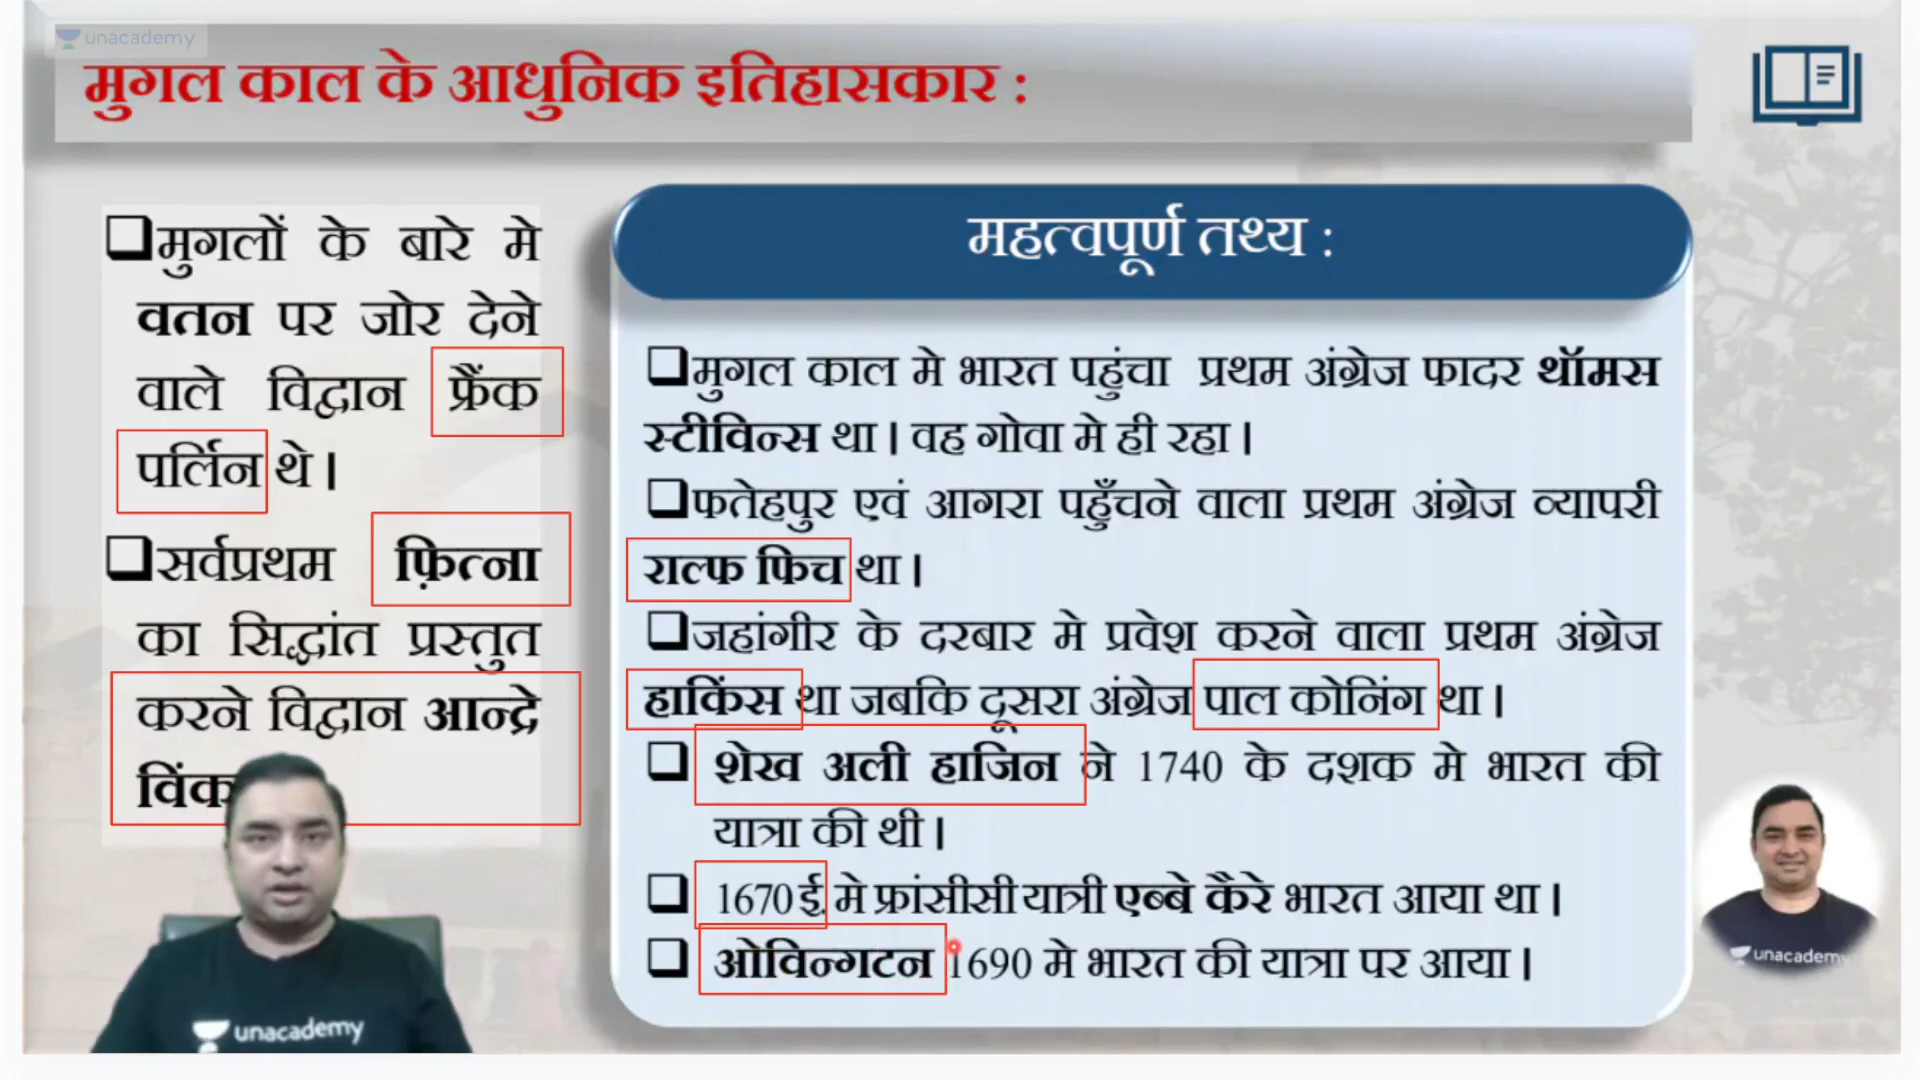 unacademy
मुगल काल के आधुनिक इतिहासकार :
❑मुगलों के बारे मे
वतन पर जोर देने
वाले विद्वान फ्रैंक
पर्लिन थे।
❑सर्वप्रथम फ़ित्ना
का सिद्धांत प्रस्तुत
करने विद्वान आन्द्रे
विंक
महत्वपूर्ण तथ्य :
❑मुगल काल मे भारत पहुंचा प्रथम अंग्रेज फादर थॉमस
स्टीविन्स था। वह गोवा मे ही रहा।
❑फतेहपुर एवं आगरा पहुँचने वाला प्रथम अंग्रेज व्यापरी
राल्फ फिच था।
❑जहांगीर के दरबार मे प्रवेश करने वाला प्रथम अंग्रेज
हाकिंस था जबकि दूसरा अंग्रेज पाल कोनिंग था।
❑ शेख अली हाजिन ने 1740 के दशक मे भारत की
यात्रा की थी।
❑ 1670 ई. मे फ्रांसीसी यात्री एब्बे कैरे भारत आया था।
❑ ओविन्गटन 1690 मे भारत की यात्रा पर आया।
unacademy
unacademy